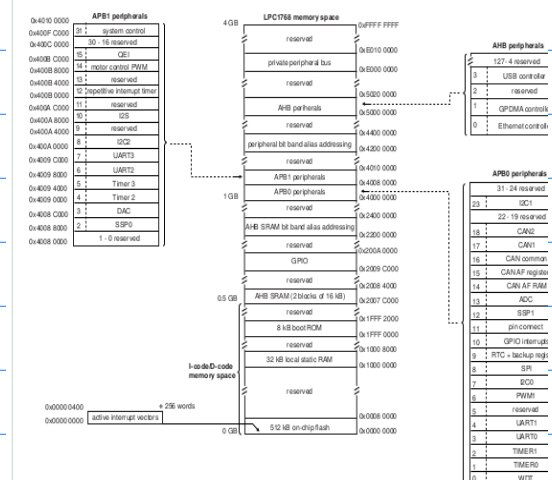 APB1 peripherals
0x4010 0000
31 system control
0x400F C000
30 - 16 reserved
0x400C 0000
15 QEI
0x400B C000
14 motor control PWM
0x400B 8000
13 reserved
0x400B 4000
12 repetitive interrupt timer
0x400B 0000
11 reserved
0x400A C000
10 I2S
0x400A 8000
9 reserved
0x400A 4000
8 I2C2
0x400A 0000
7 UART3
0x4009 C000
6 UART2
0x4009 8000
5 Timer 3
0x4009 4000
4 Timer 2
0x4009 0000
3 DAC
0x4008 C000
2 SSP0
0x4008 8000
1 - 0 reserved
0x4008 0000
LPC1768 memory space
4 GB
0xFFFF FFFF
reserved
0xE010 0000
private peripheral bus
0xE000 0000
reserved
0x5020 0000
AHB periherals
0x5000 0000
reserved
0x4400 0000
peripheral bit band alias addressing
0x4200 0000
reserved
0x4010 0000
APB1 peripherals
0x4008 0000
APB0 peripherals
1 GB
0x4000 0000
reserved
0x2400 0000
AHB SRAM bit band alias addressing
0x2200 0000
reserved
0x200A 0000
GPIO
0x2009 C000
reserved
0x2008 4000
0.5 GB
AHB SRAM (2 blocks of 16 kB)
0x2007 C000
reserved
0x1FFF 2000
8 kB boot ROM
0x1FFF 0000
reserved
0x1000 8000
I-code/D-code
memory space
32 kB local static RAM
0x1000 0000
reserved
0x0008 0000
512 kB on-chip flash
0 GB
0x0000 0000
0x0000 0400
+ 256 words
active interrupt vectors
0x0000 0000
AHB peripherals
127- 4 reserved
3 USB controller
2 reserved
1 GPDMA controlle
0 Ethernet controlle
APB0 peripherals
31 - 24 reserved
23 I2C1
22 - 19 reserved
18 CAN2
17 CAN1
16 CAN common
15 CAN AF registe
14 CAN AF RAM
13 ADC
12 SSP1
11 pin connect
10 GPIO interrupts
9 RTC + backup regis
8 SPI
7 I2C0
6 PWM1
5 reserved
4 UART1
3 UART0
2 TIMER1
1 TIMER0
0 WDT